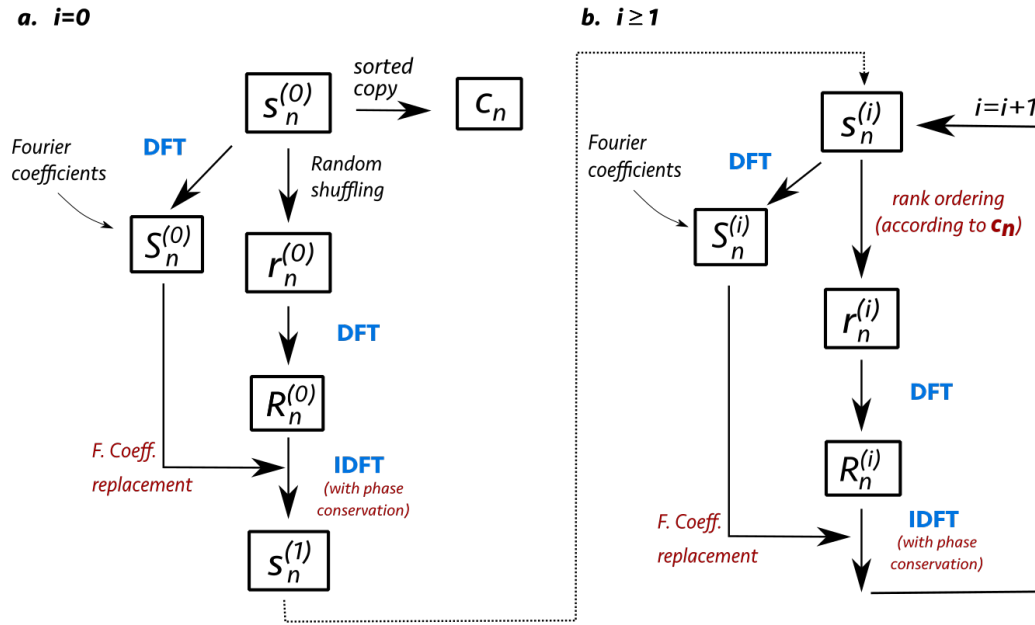 a. i=0
s_n^(0)
sorted
copy
c_n
DFT
Random
shuffling
Fourier
coefficients
S_n^(0)
r_n^(0)
DFT
R_n^(0)
F. Coeff.
replacement
IDFT
(with phase
conservation)
s_n^(1)
b. i ≥ 1
s_n^(i)
i=i+1
DFT
Fourier
coefficients
S_n^(i)
rank ordering
(according to c_n)
r_n^(i)
DFT
R_n^(i)
F. Coeff.
replacement
IDFT
(with phase
conservation)